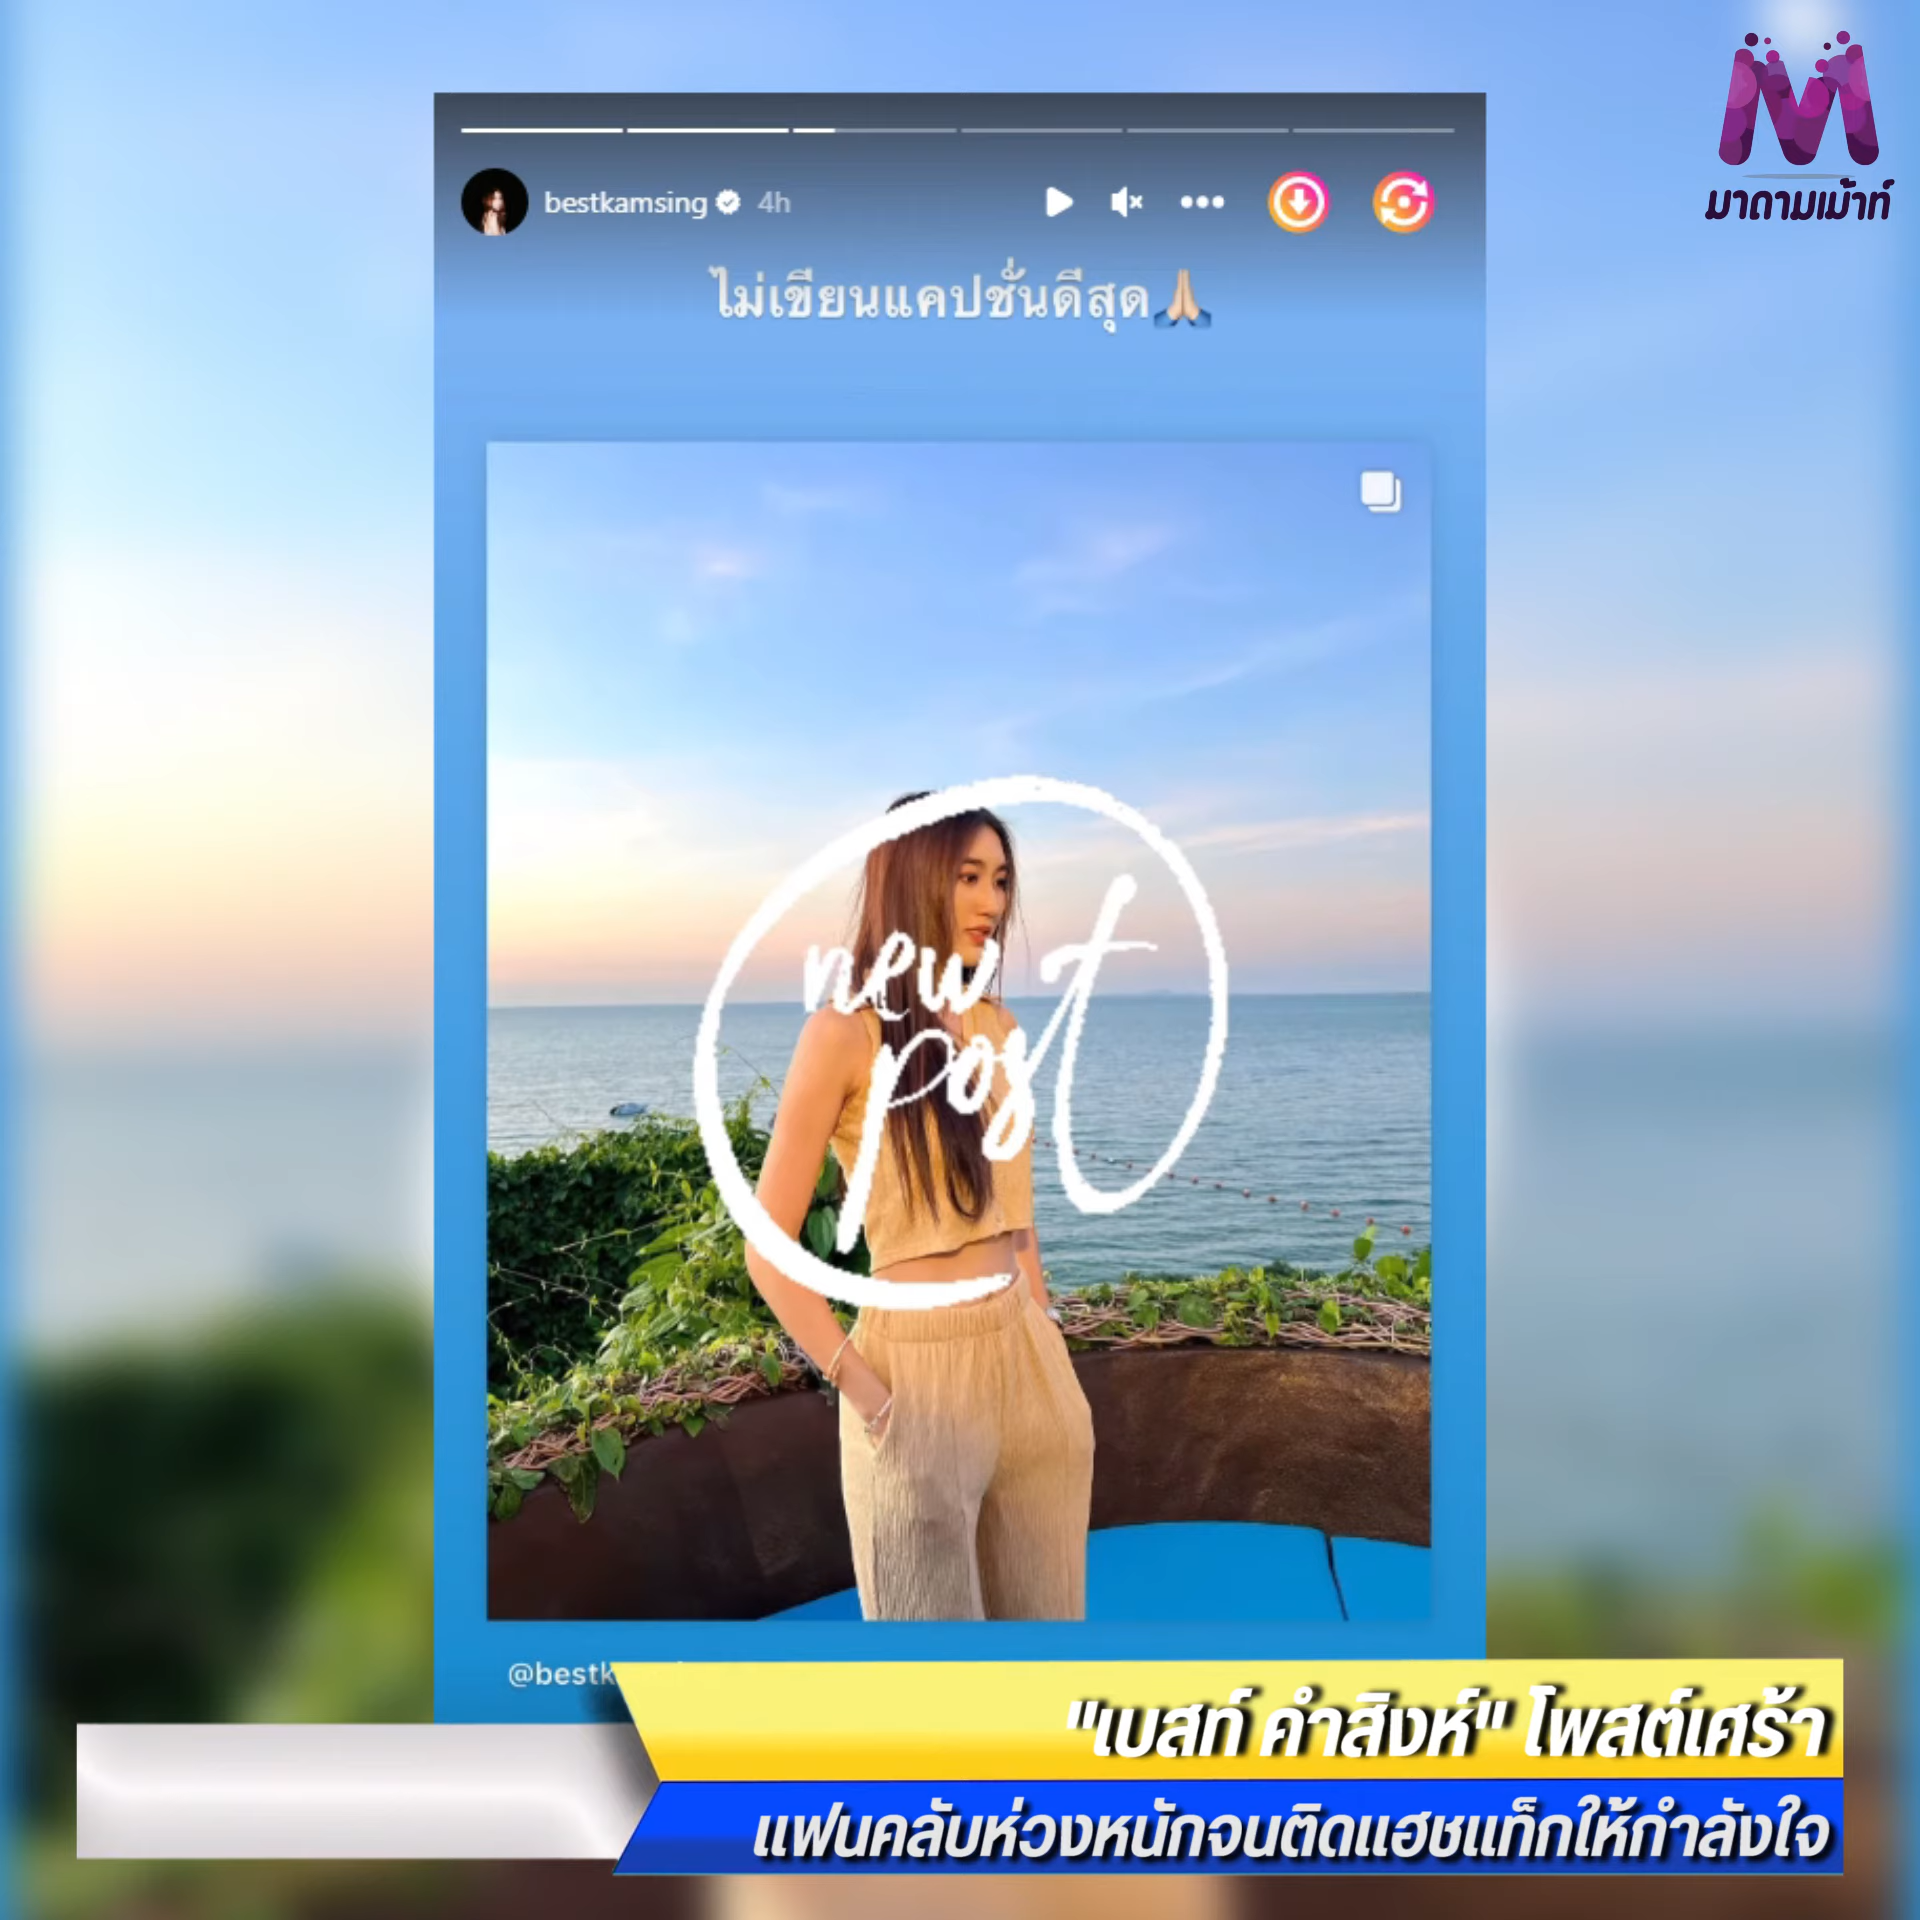 มาดามเม้าท์
bestkamsing 4h
ไม่เขียนแคปชั่นดีสุด🙏🏻
new
post
@bestk
"เบสท์ คำสิงห์" โพสต์เศร้า
แฟนคลับห่วงหนักจนติดแฮชแท็กให้กำลังใจ